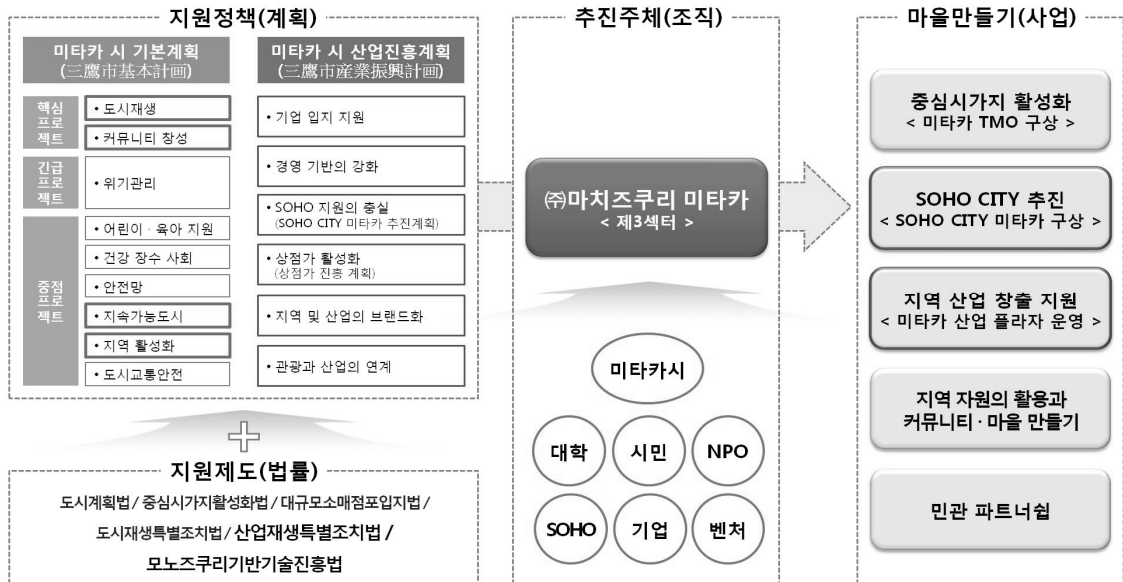 지원정책(계획)
미타카 시 기본계획
(三鷹市基本計画)
핵심
프로
젝트
• 도시재생
• 커뮤니티 창성
긴급
프로
젝트
• 위기관리
중점
프로
젝트
• 어린이 · 육아 지원
• 건강 장수 사회
• 안전망
• 지속가능도시
• 지역 활성화
• 도시교통안전
미타카 시 산업진흥계획
(三鷹市産業振興計画)
• 기업 입지 지원
• 경영 기반의 강화
• SOHO 지원의 충실
(SOHO CITY 미타카 추진계획)
• 상점가 활성화
(상점가 진흥 계획)
• 지역 및 산업의 브랜드화
• 관광과 산업의 연계
지원제도(법률)
도시계획법 / 중심시가지활성화법 / 대규모소매점포입지법 /
도시재생특별조치법 / 산업재생특별조치법 /
모노즈쿠리기반기술진흥법
추진주체(조직)
㈜마치즈쿠리 미타카
< 제3섹터 >
미타카시
대학
시민
NPO
SOHO
기업
벤처
마을만들기(사업)
중심시가지 활성화
< 미타카 TMO 구상 >
SOHO CITY 추진
< SOHO CITY 미타카 구상 >
지역 산업 창출 지원
< 미타카 산업 플라자 운영 >
지역 자원의 활용과
커뮤니티 · 마을 만들기
민관 파트너쉽